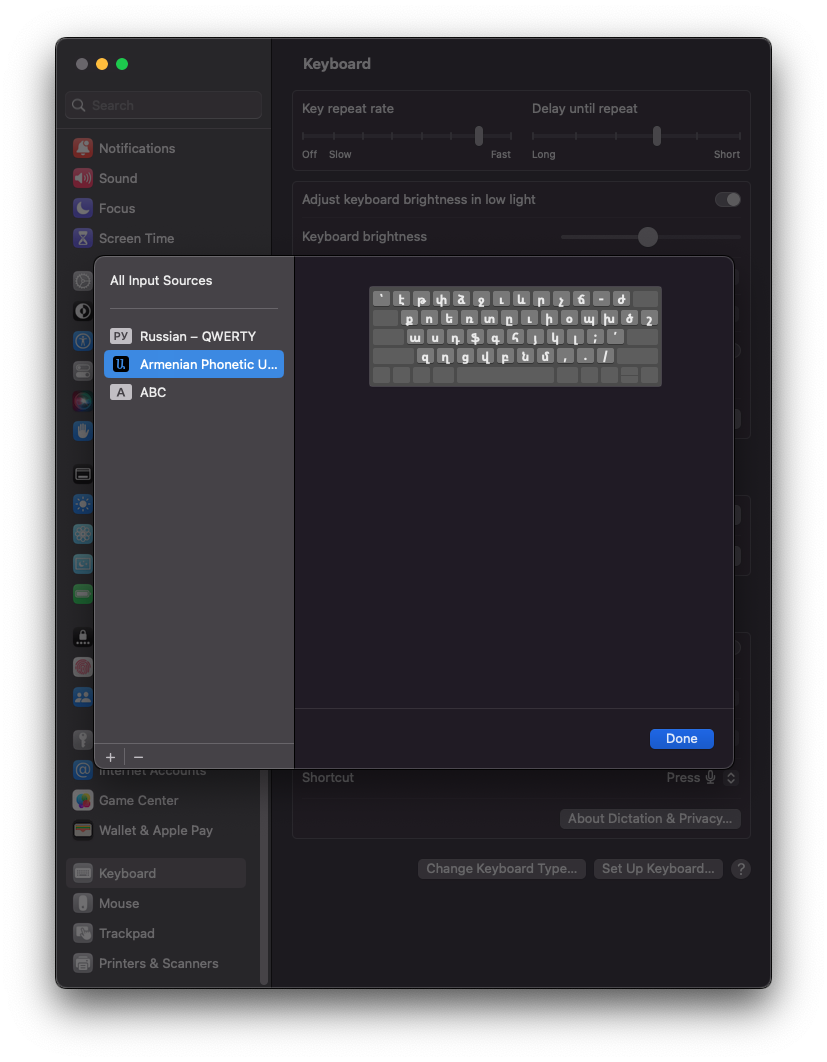 Keyboard
Search
Notifications
Sound
Focus
Screen Time
Key repeat rate
Delay until repeat
Off Slow Fast
Long Short
Adjust keyboard brightness in low light
Keyboard brightness
All Input Sources
РУ Russian – QWERTY
Ա Armenian Phonetic U...
A ABC
՝ է թ փ ձ ջ ւ և ր չ ճ - ժ
ք ո ե ռ տ ը ւ ի օ պ խ ծ շ
ա ս դ ֆ գ հ յ կ լ ; ՛
զ ղ ց վ բ ն մ , . /
Done
+ −
Internet Accounts
Game Center
Wallet & Apple Pay
Keyboard
Mouse
Trackpad
Printers & Scanners
Shortcut
Press
About Dictation & Privacy...
Change Keyboard Type...
Set Up Keyboard...
?